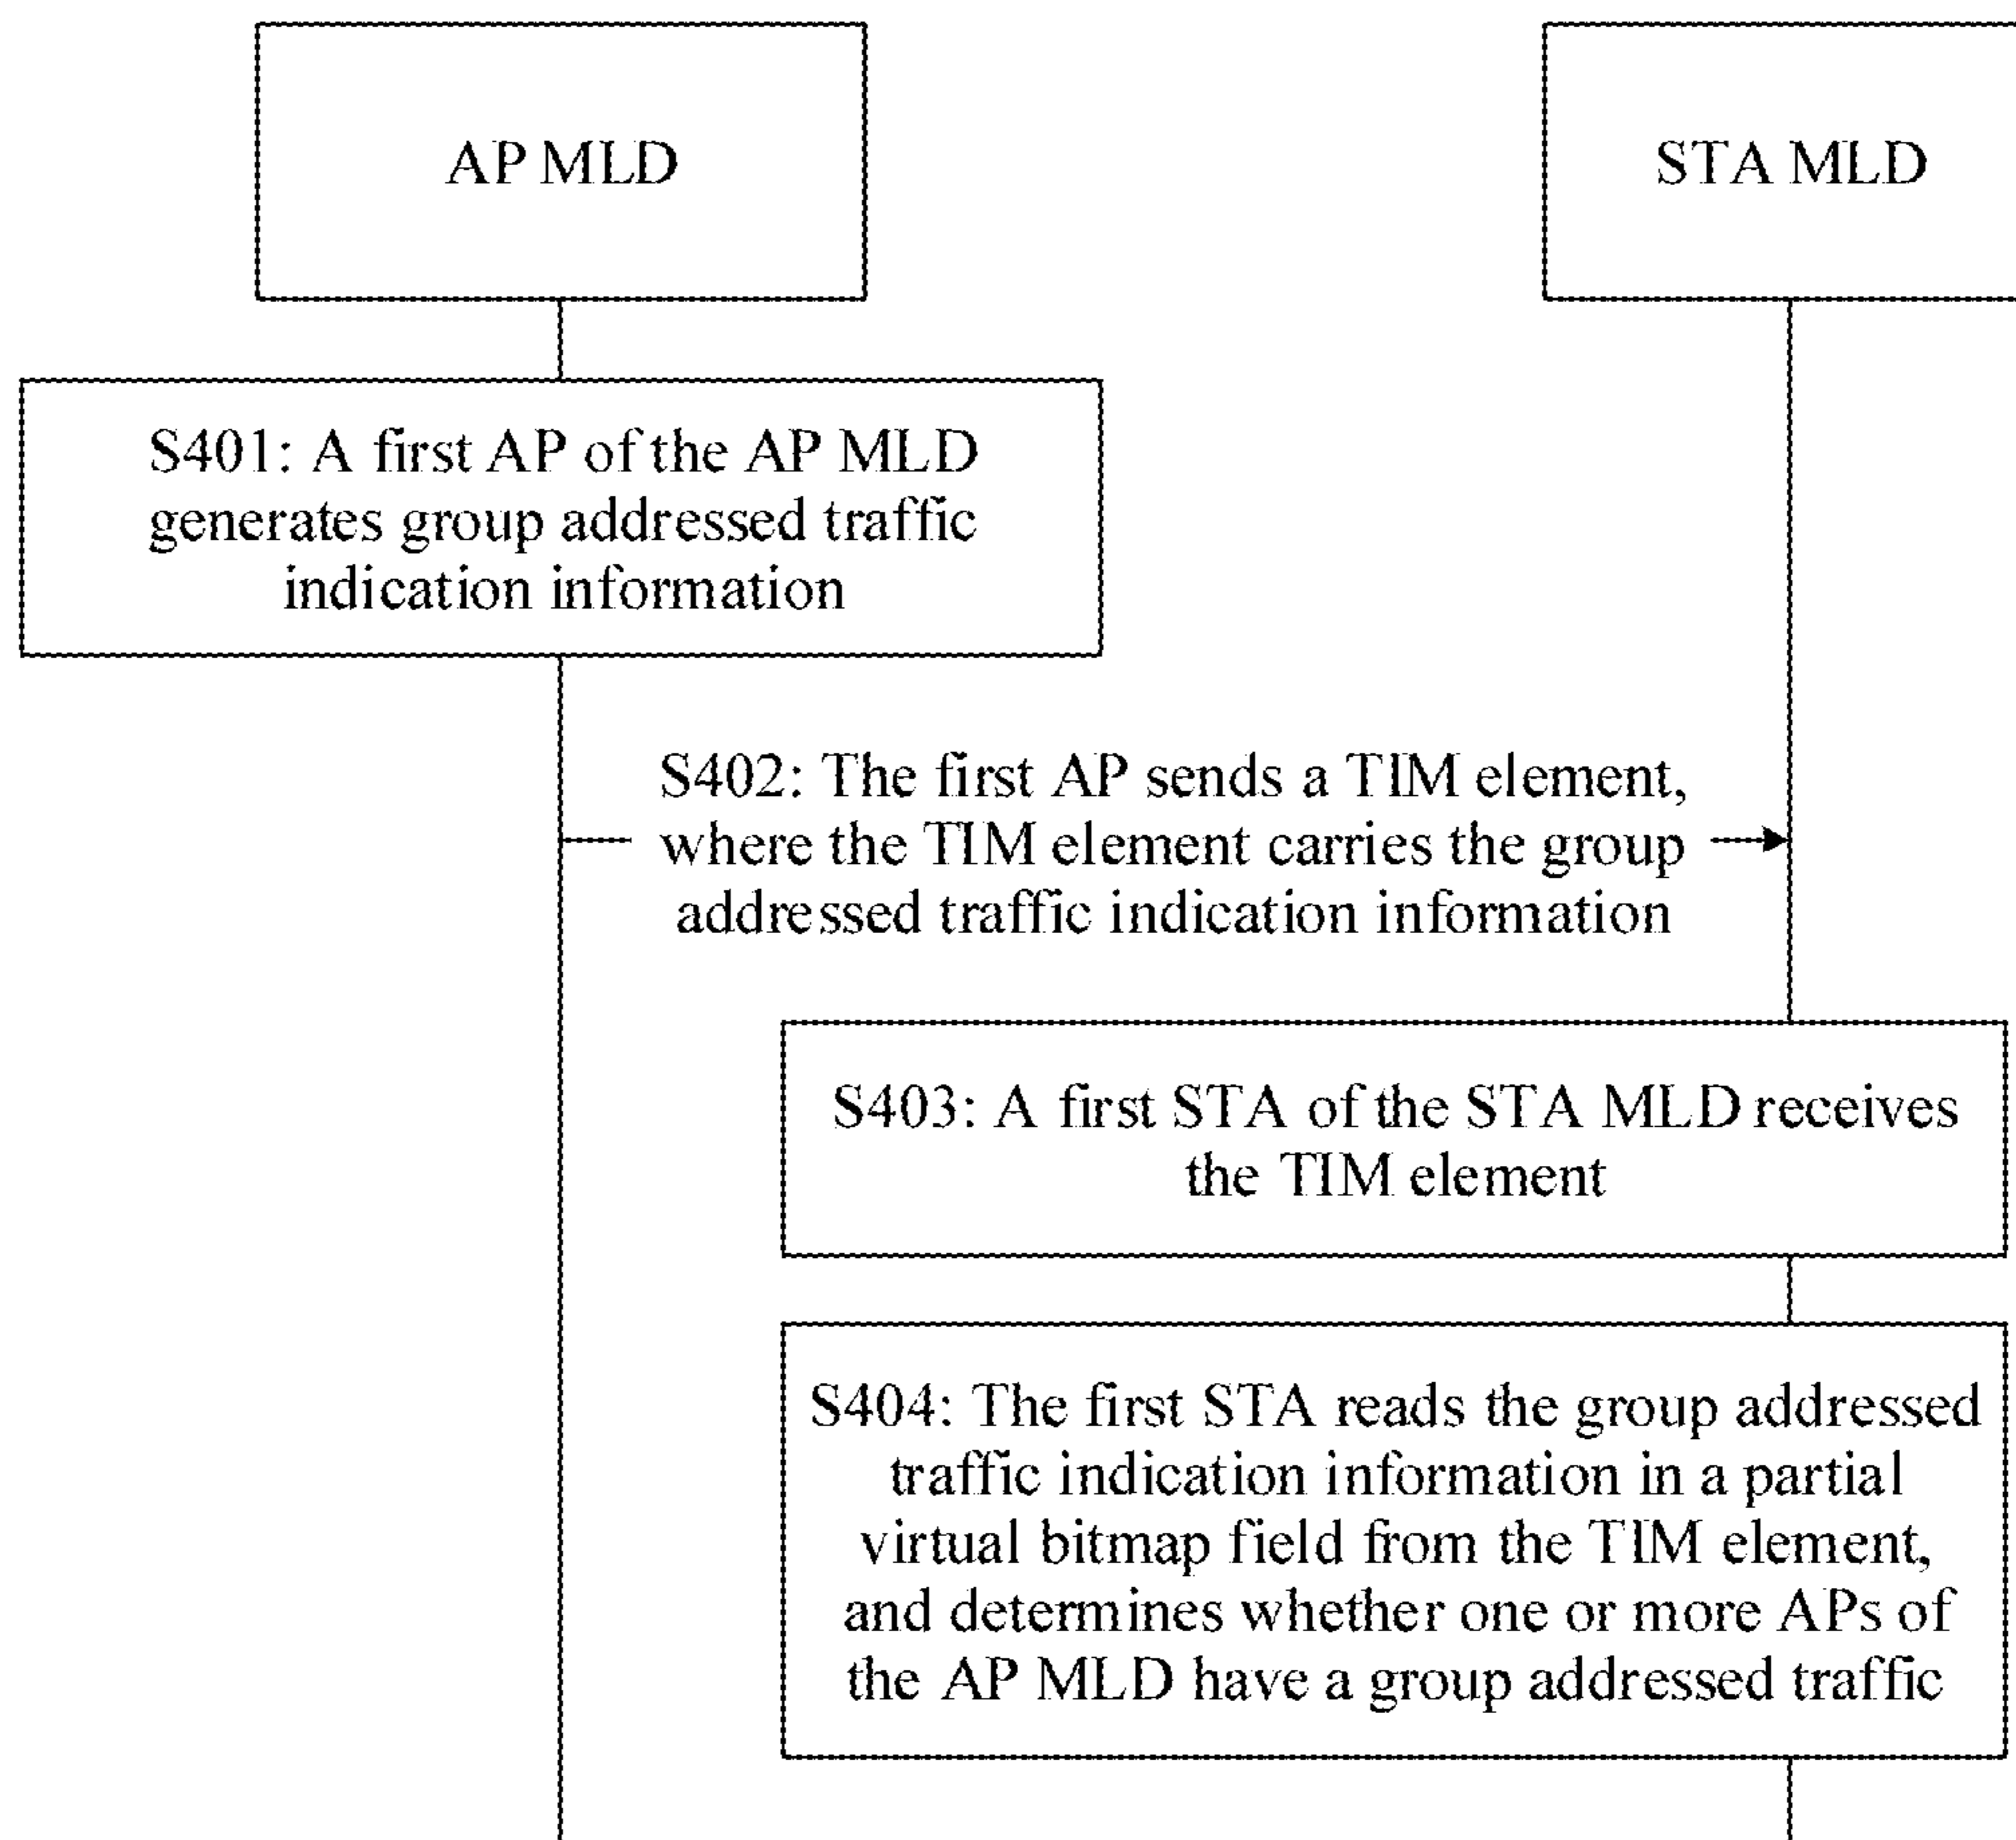 AP MLD
STA MLD
S401: A first AP of the AP MLD
generates group addressed traffic
indication information
S402: The first AP sends a TIM element,
where the TIM element carries the group
addressed traffic indication information
S403: A first STA of the STA MLD receives
the TIM element
S404: The first STA reads the group addressed
traffic indication information in a partial
virtual bitmap field from the TIM element,
and determines whether one or more APs of
the AP MLD have a group addressed traffic